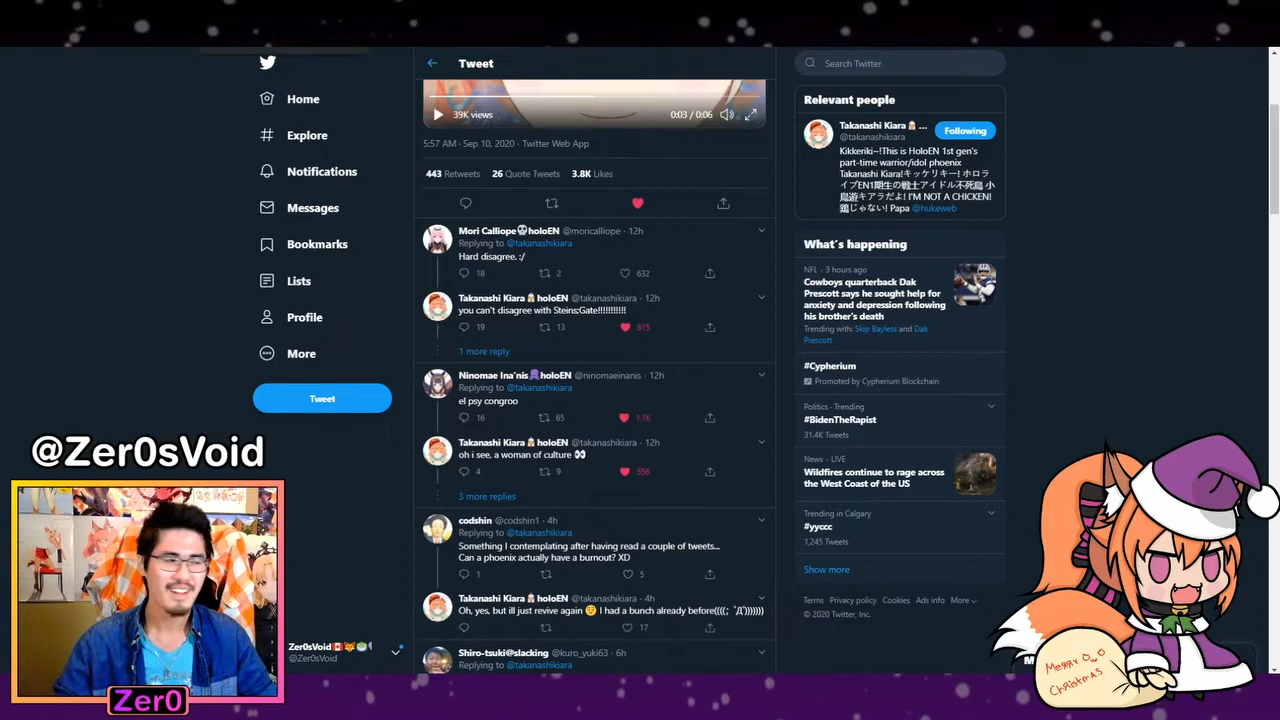 Home
Explore
Notifications
Messages
Bookmarks
Lists
Profile
More
Tweet
@Zer0sVoid
Zer0
Zer0sVoid
@Zer0sVoid
Tweet
39K views
0:03 / 0:06
5:57 AM · Sep 10, 2020 · Twitter Web App
443 Retweets 26 Quote Tweets 3.8K Likes
Mori Calliope💀holoEN @moricalliope · 12h
Replying to @takanashikiara
Hard disagree. :/
18 2 632
Takanashi Kiara holoEN @takanashikiara · 12h
you can't disagree with Steins;Gate!!!!!!!!!!!
19 13 615
1 more reply
Ninomae Ina'nis🐙holoEN @ninomaeinanis · 12h
Replying to @takanashikiara
el psy congroo
16 65 1.1K
Takanashi Kiara holoEN @takanashikiara · 12h
oh i see, a woman of culture 👀
4 9 556
3 more replies
codshin @codshin1 · 4h
Replying to @takanashikiara
Something I contemplating after having read a couple of tweets...
Can a phoenix actually have a burnout? XD
1 5
Takanashi Kiara holoEN @takanashikiara · 4h
Oh, yes, but ill just revive again 😲 I had a bunch already before((((;゚Д゚)))))))
17
Shiro-tsuki@slacking @kuro_yuki63 · 6h
Replying to @takanashikiara
Search Twitter
Relevant people
Takanashi Kiara ...
@takanashikiara
Following
Kikkeriki~!This is HoloEN 1st gen's
part-time warrior/idol phoenix
Takanashi Kiara!キッケリキー! ホロラ
イブEN1期生の戦士アイドル不死鳥 小
鳥遊キアラだよ! I'M NOT A CHICKEN!
鶏じゃない! Papa @hukeweb
What's happening
NFL · 3 hours ago
Cowboys quarterback Dak
Prescott says he sought help for
anxiety and depression following
his brother's death
Trending with: Skip Bayless and Dak
Prescott
#Cypherium
Promoted by Cypherium Blockchain
Politics · Trending
#BidenTheRapist
31.4K Tweets
News · LIVE
Wildfires continue to rage across
the West Coast of the US
Trending in Calgary
#yyccc
1,245 Tweets
Show more
Terms Privacy policy Cookies Ads info More
© 2020 Twitter, Inc.
Merry OwO
Christmas